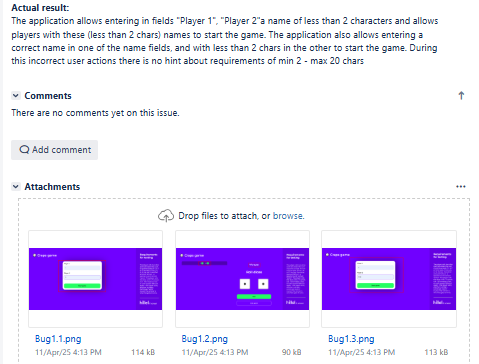 Actual result:
The application allows entering in fields "Player 1", "Player 2"a name of less than 2 characters and allows
players with these (less than 2 chars) names to start the game. The application also allows entering a
correct name in one of the name fields, and with less than 2 chars in the other to start the game. During
this incorrect user actions there is no hint about requirements of min 2 - max 20 chars
Comments
There are no comments yet on this issue.
Add comment
Attachments
Drop files to attach, or browse.
Craps game
Craps game
Craps game
Bug1.1.png
11/Apr/25 4:13 PM 114 kB
Bug1.2.png
11/Apr/25 4:13 PM 90 kB
Bug1.3.png
11/Apr/25 4:13 PM 113 kB